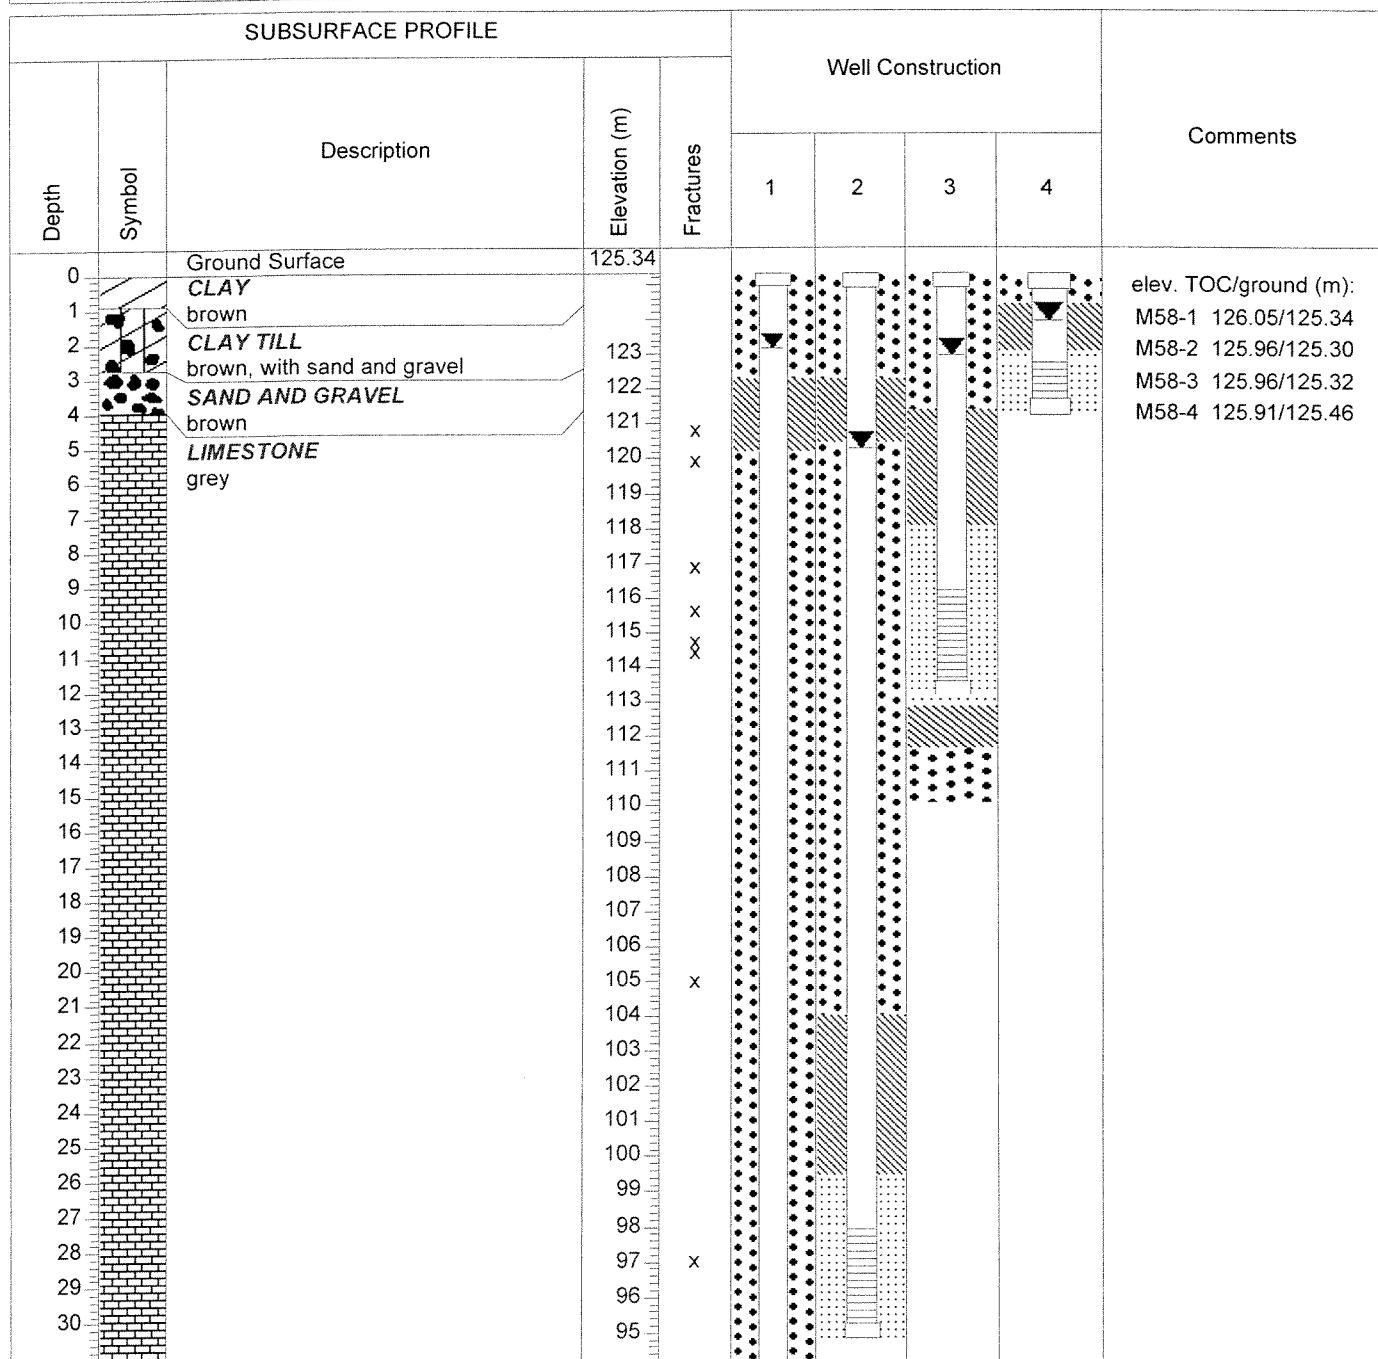 SUBSURFACE PROFILE
Well Construction
Comments
Depth
Symbol
Description
Elevation (m)
Fractures
1
2
3
4
Ground Surface
125.34
0
CLAY
brown
1
CLAY TILL
brown, with sand and gravel
2
3
SAND AND GRAVEL
brown
4
LIMESTONE
grey
5
6
7
8
9
10
11
12
13
14
15
16
17
18
19
20
21
22
23
24
25
26
27
28
29
30
123
122
121
120
119
118
117
116
115
114
113
112
111
110
109
108
107
106
105
104
103
102
101
100
99
98
97
96
95
x
x
x
x
x
x
x
x
elev. TOC/ground (m):
M58-1 126.05/125.34
M58-2 125.96/125.30
M58-3 125.96/125.32
M58-4 125.91/125.46